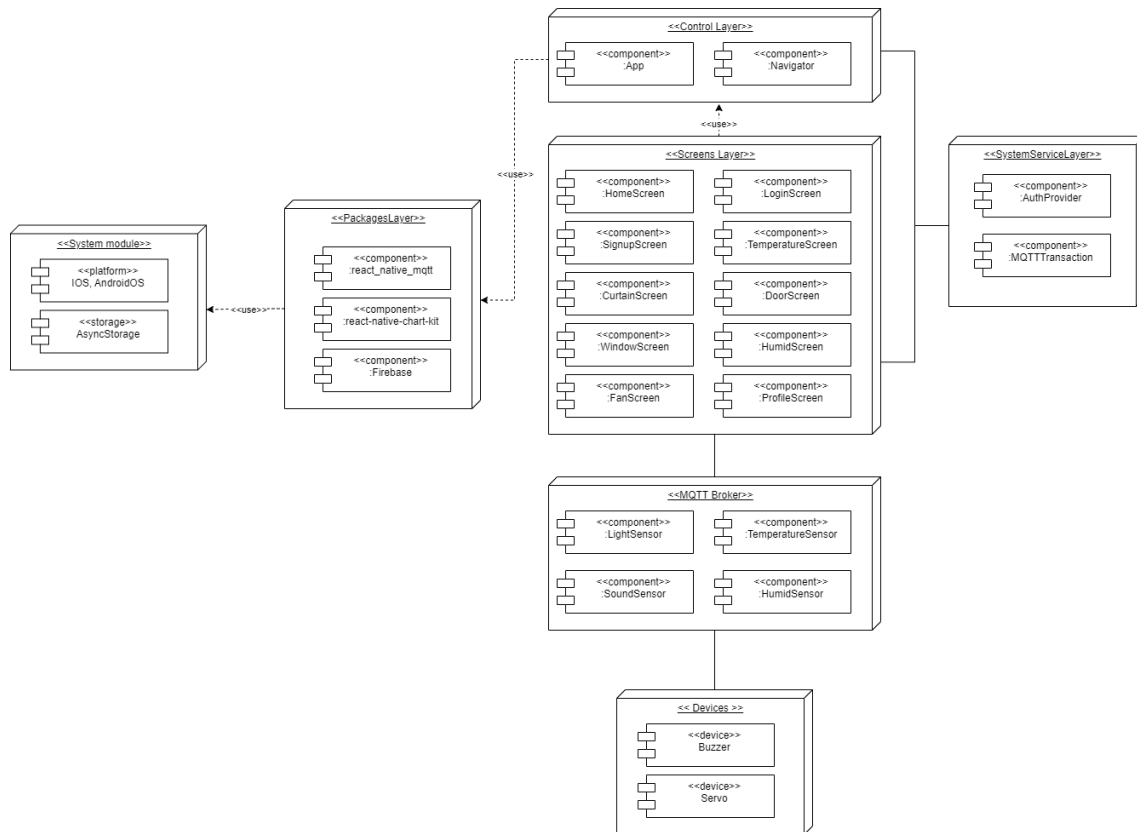 <<Control Layer>>
<<component>>
:App
<<component>>
:Navigator
<<use>>
<<use>>
<<Screens Layer>>
<<component>>
:HomeScreen
<<component>>
:LoginScreen
<<component>>
:SignupScreen
<<component>>
:TemperatureScreen
<<component>>
:CurtainScreen
<<component>>
:DoorScreen
<<component>>
:WindowScreen
<<component>>
:HumidScreen
<<component>>
:FanScreen
<<component>>
:ProfileScreen
<<SystemServiceLayer>>
<<component>>
:AuthProvider
<<component>>
:MQTTTransaction
<<PackagesLayer>>
<<component>>
:react_native_mqtt
<<component>>
:react-native-chart-kit
<<component>>
:Firebase
<<use>>
<<System module>>
<<platform>>
IOS, AndroidOS
<<storage>>
AsyncStorage
<<MQTT Broker>>
<<component>>
:LightSensor
<<component>>
:TemperatureSensor
<<component>>
:SoundSensor
<<component>>
:HumidSensor
<< Devices >>
<<device>>
Buzzer
<<device>>
Servo